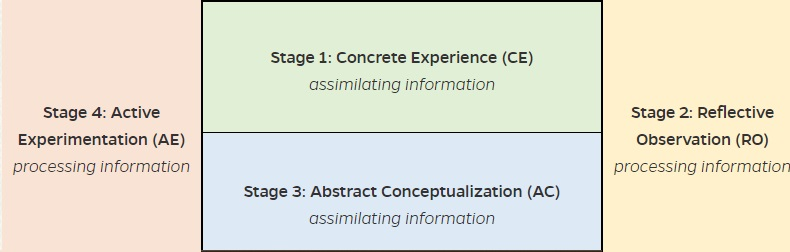 Stage 1: Concrete Experience (CE)
assimilating information
Stage 4: Active
Experimentation (AE)
processing information
Stage 2: Reflective
Observation (RO)
processing information
Stage 3: Abstract Conceptualization (AC)
assimilating information